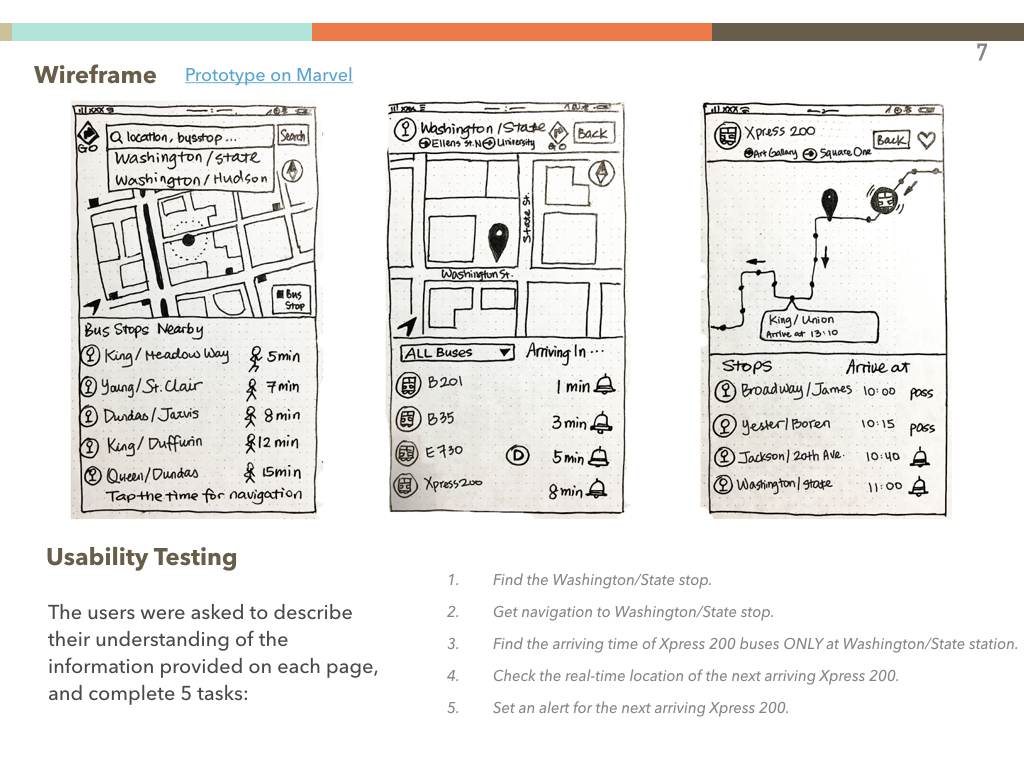 7
Wireframe Prototype on Marvel
XXX
GO
location, busstop ... Search
Washington/State
Washington/Hudson
Bus Stop
Bus Stops Nearby
King/Meadow Way 5min
Young/St. Clair 7min
Dundas/Jarvis 8min
King/Duffurin 12 min
Queen/Dundas 15min
Tap the time for navigation
Washington/State Back
Ellens St. N University GO
State St.
Washington St.
ALL Buses Arriving In ...
B201 1 min
B35 3 min
E730 D 5 min
Xpress200 8min
XXX
Xpress 200 Back
Art Gallary Square One
King/Union
Arrive at 13:10
Stops Arrive at
Broadway/James 10:00 pass
Yesler/Boren 10:15 pass
Jackson/20th Ave. 10:40
Washington/State 11:00
Usability Testing
The users were asked to describe
their understanding of the
information provided on each page,
and complete 5 tasks:
1. Find the Washington/State stop.
2. Get navigation to Washington/State stop.
3. Find the arriving time of Xpress 200 buses ONLY at Washington/State station.
4. Check the real-time location of the next arriving Xpress 200.
5. Set an alert for the next arriving Xpress 200.